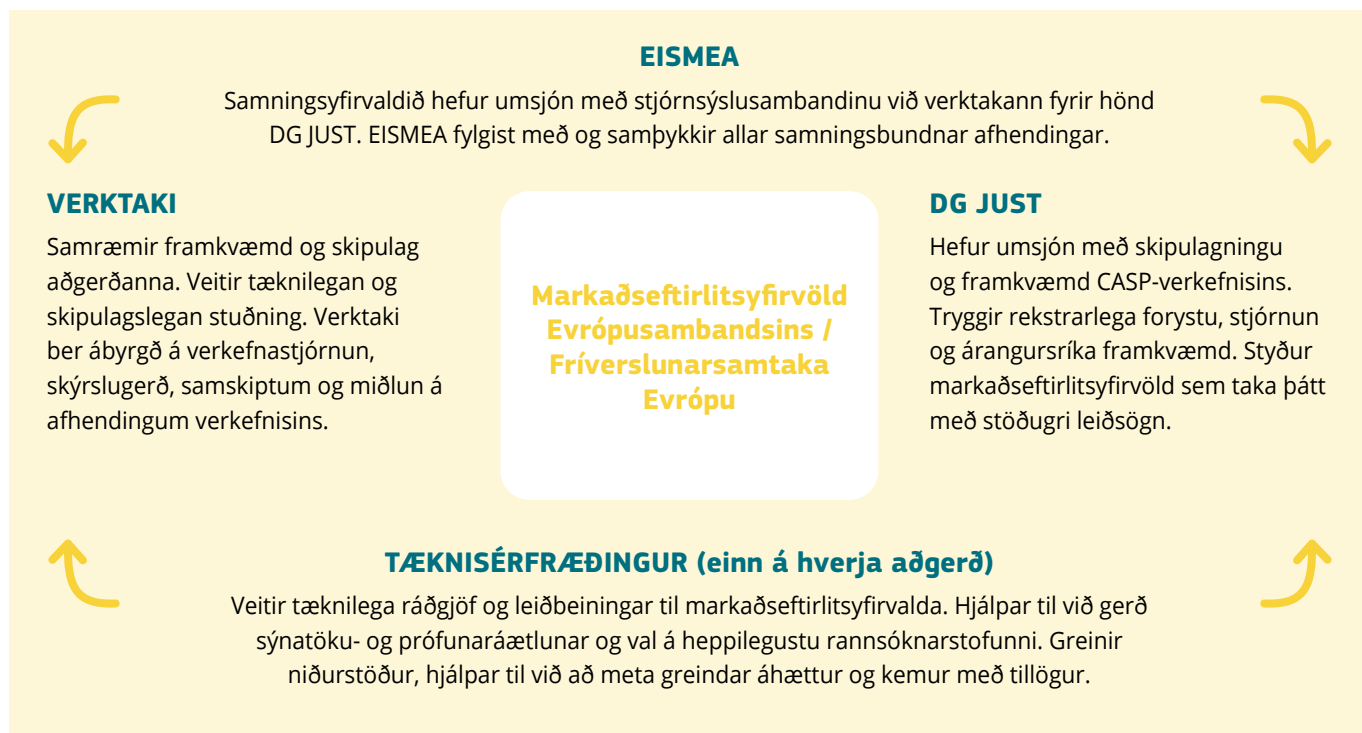 EISMEA
Samningsyfirvaldið hefur umsjón með stjórnsýslusambandinu við verktakann fyrir hönd
DG JUST. EISMEA fylgist með og samþykkir allar samningsbundnar afhendingar.
VERKTAKI
Samræmir framkvæmd og skipulag
aðgerðanna. Veitir tæknilegan og
skipulagslegan stuðning. Verktaki
ber ábyrgð á verkefnastjórnun,
skýrslugerð, samskiptum og miðlun á
afhendingum verkefnisins.
Markaðseftirlitsyfirvöld
Evrópusambandsins /
Fríverslunarsamtaka
Evrópu
DG JUST
Hefur umsjón með skipulagningu
og framkvæmd CASP-verkefnisins.
Tryggir rekstrarlega forystu, stjórnun
og árangursríka framkvæmd. Styður
markaðseftirlitsyfirvöld sem taka þátt
með stöðugri leiðsögn.
TÆKNISÉRFRÆÐINGUR (einn á hverja aðgerð)
Veitir tæknilega ráðgjöf og leiðbeiningar til markaðseftirlitsyfirvalda. Hjálpar til við gerð
sýnatöku- og prófunaráætlunar og val á heppilegustu rannsóknarstofunni. Greinir
niðurstöður, hjálpar til við að meta greindar áhættur og kemur með tillögur.